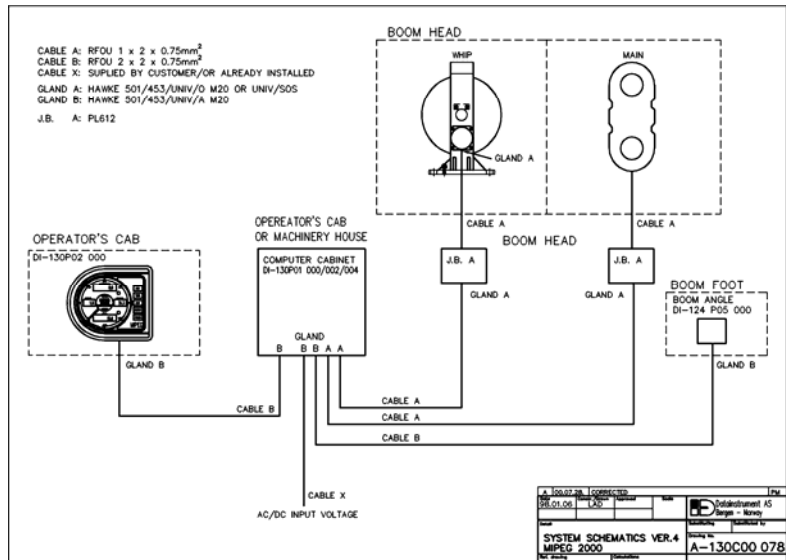 CABLE A: RFOU 1 x 2 x 0.75mm²
CABLE B: RFOU 2 x 2 x 0.75mm²
CABLE X: SUPLIED BY CUSTOMER/OR ALREADY INSTALLED
GLAND A: HAWKE 501/453/UNIV/O M20 OR UNIV/SOS
GLAND B: HAWKE 501/453/UNIV/A M20
J.B. A: PL612
BOOM HEAD
WHIP
MAIN
GLAND A
CABLE A
CABLE A
BOOM HEAD
J.B. A
J.B. A
GLAND A
GLAND A
OPEREATOR'S CAB
OR MACHINERY HOUSE
COMPUTER CABINET
DI-130P01 000/002/004
GLAND
B B B A A
OPERATOR'S CAB
DI-130P02 000
GLAND B
BOOM FOOT
BOOM ANGLE
DI-124 P05 000
GLAND B
CABLE A
CABLE A
CABLE B
CABLE B
CABLE X
AC/DC INPUT VOLTAGE
A 00.07.28. CORRECTED PM
98.01.06 LAD
Datainstrument AS
Bergen - Norway
SYSTEM SCHEMATICS VER.4
MIPEG 2000
Drawing No.
A-130C00 078